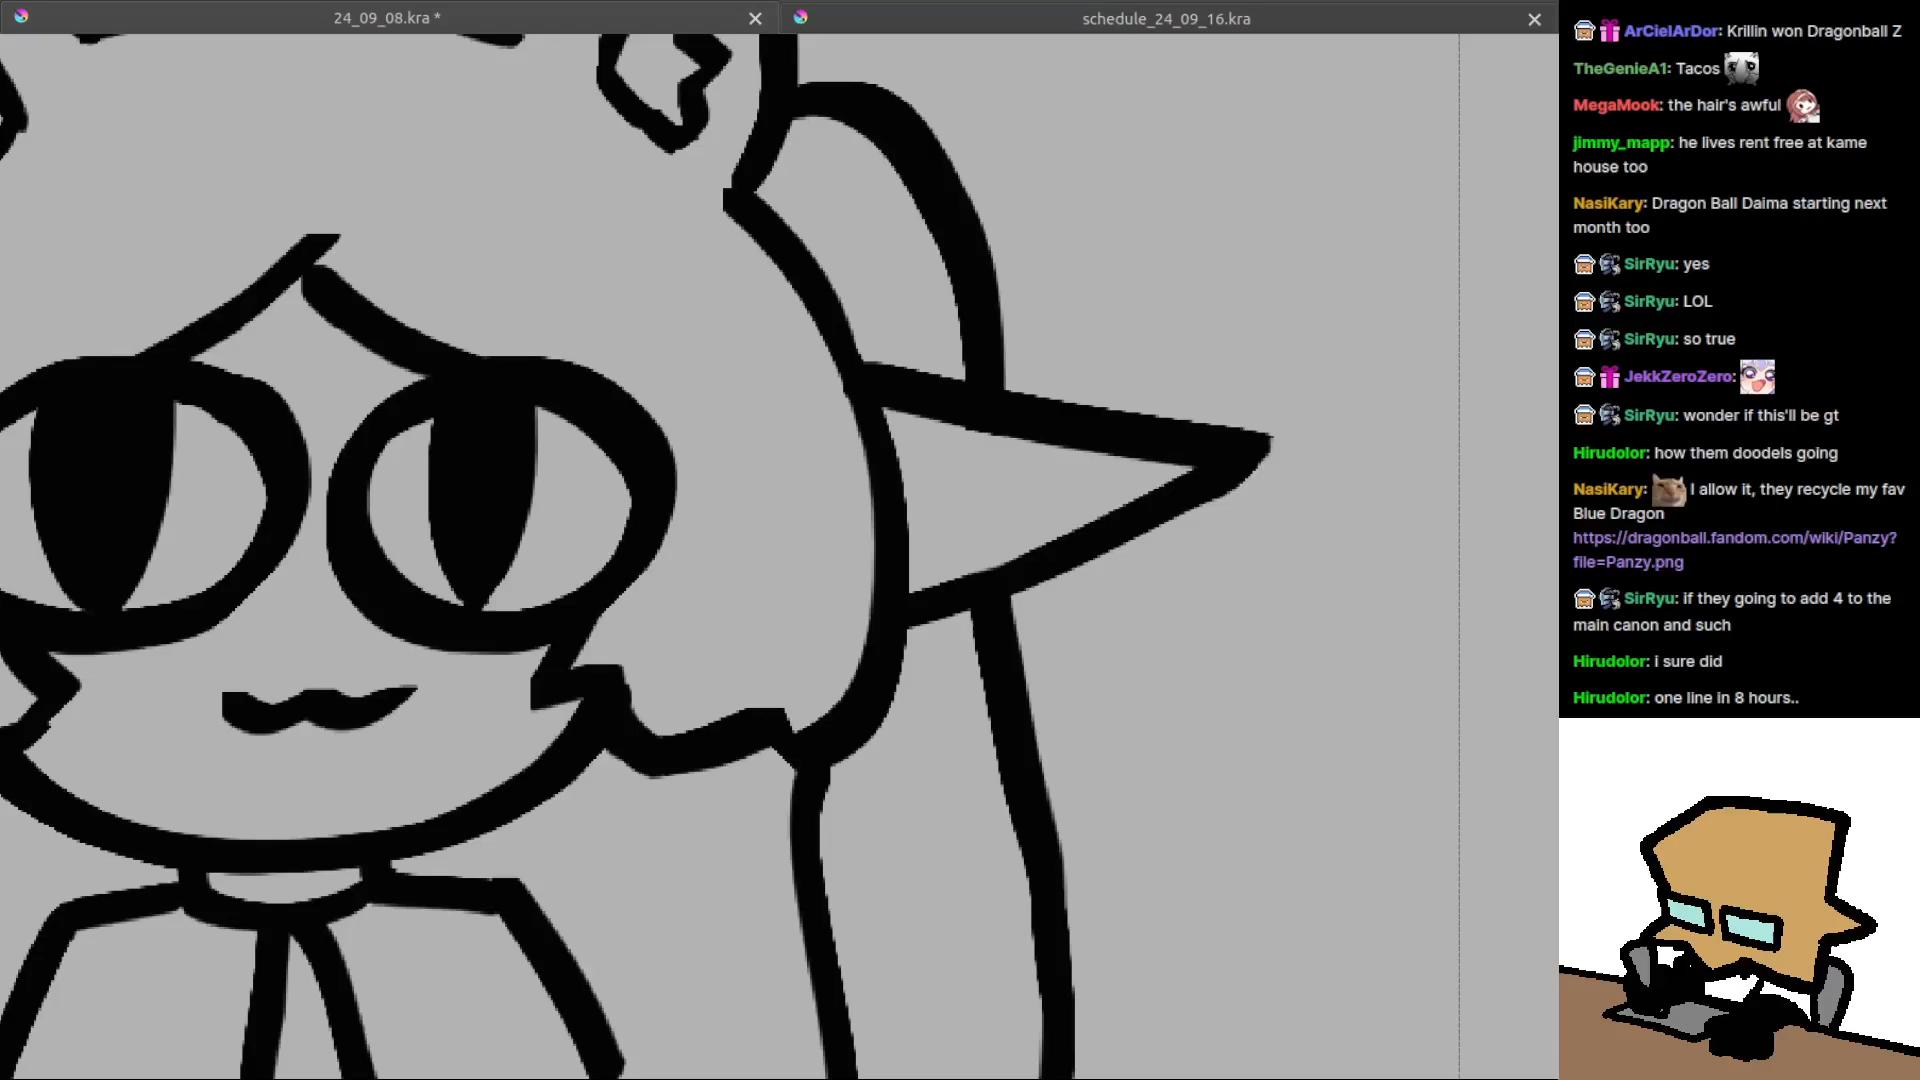 24_09_08.kra *
schedule_24_09_16.kra
ArCielArDor: Krillin won Dragonball Z
TheGenieA1: Tacos
MegaMook: the hair's awful
jimmy_mapp: he lives rent free at kame
house too
NasiKary: Dragon Ball Daima starting next
month too
SirRyu: yes
SirRyu: LOL
SirRyu: so true
JekkZeroZero:
SirRyu: wonder if this'll be gt
Hirudolor: how them doodels going
NasiKary: I allow it, they recycle my fav
Blue Dragon
https://dragonball.fandom.com/wiki/Panzy?
file=Panzy.png
SirRyu: if they going to add 4 to the
main canon and such
Hirudolor: i sure did
Hirudolor: one line in 8 hours..